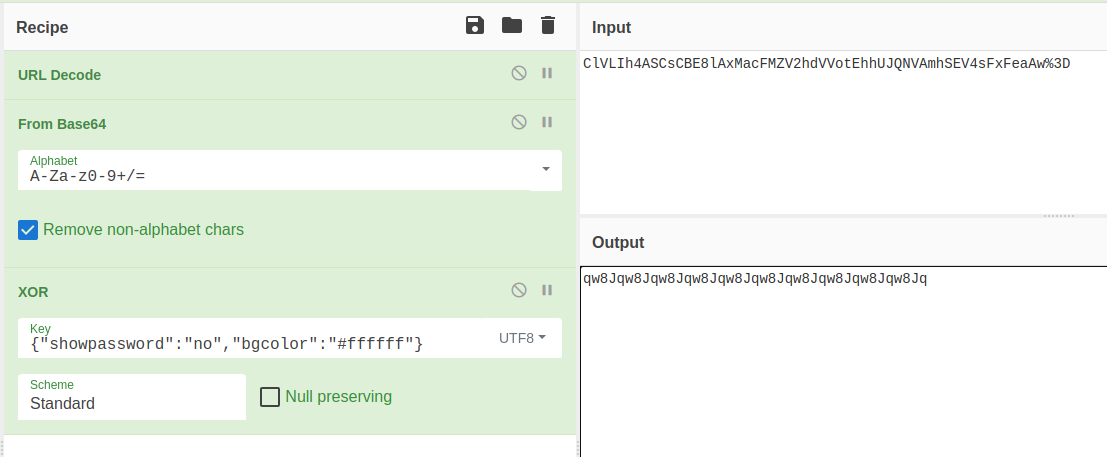 Recipe
URL Decode
From Base64
Alphabet
A-Za-z0-9+/=
Remove non-alphabet chars
XOR
Key
{"showpassword":"no","bgcolor":"#ffffff"}
UTF8
Scheme
Standard
Null preserving
Input
ClVLIh4ASCsCBE8lAxMacFMZV2hdVVotEhhUJQNVAmhSEV4sFxFeaAw%3D
Output
qw8Jqw8Jqw8Jqw8Jqw8Jqw8Jqw8Jqw8Jqw8Jqw8Jq